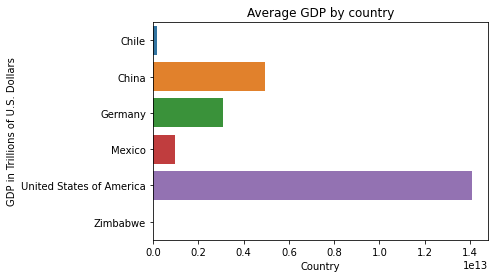 Average GDP by country
GDP in Trillions of U.S. Dollars
Chile
China
Germany
Mexico
United States of America
Zimbabwe
0.0 0.2 0.4 0.6 0.8 1.0 1.2 1.4
1e13
Country